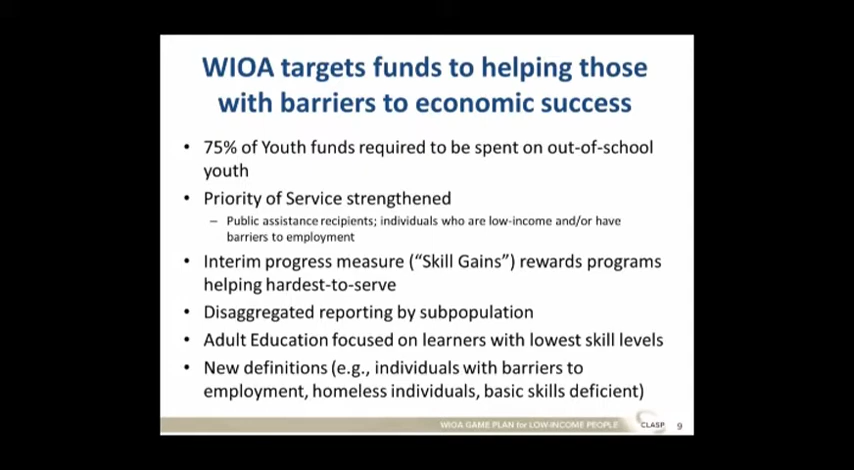 WIOA targets funds to helping those
with barriers to economic success
• 75% of Youth funds required to be spent on out-of-school
youth
• Priority of Service strengthened
– Public assistance recipients; individuals who are low-income and/or have
barriers to employment
• Interim progress measure (“Skill Gains”) rewards programs
helping hardest-to-serve
• Disaggregated reporting by subpopulation
• Adult Education focused on learners with lowest skill levels
• New definitions (e.g., individuals with barriers to
employment, homeless individuals, basic skills deficient)
WIOA GAME PLAN for LOW-INCOME PEOPLE CLASP 9